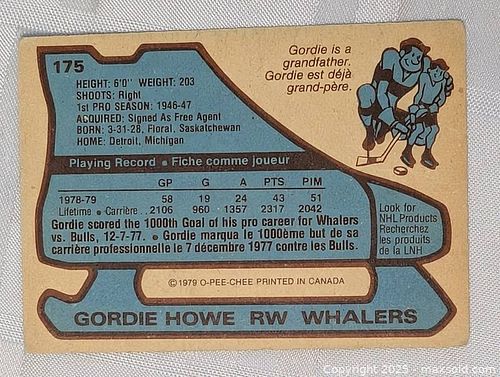 175
Gordie is a
grandfather.
Gordie est déjà
grand-père.
HEIGHT: 6'0" WEIGHT: 203
SHOOTS: Right
1st PRO SEASON: 1946-47
ACQUIRED: Signed As Free Agent
BORN: 3-31-28, Floral, Saskatchewan
HOME: Detroit, Michigan
Playing Record • Fiche comme joueur
GP G A PTS PIM
1978-79 58 19 24 43 51
Lifetime • Carrière . 2106 960 1357 2317 2042
Gordie scored the 1000th Goal of his pro career for Whalers
vs. Bulls, 12-7-77. • Gordie marqua le 1000ème but de sa
carrière professionnelle le 7 décembre 1977 contre les Bulls.
Look for
NHL Products
Recherchez
les produits
de la LNH
© 1979 O-PEE-CHEE PRINTED IN CANADA
GORDIE HOWE RW WHALERS
Copyright 2025 - maxsold.com